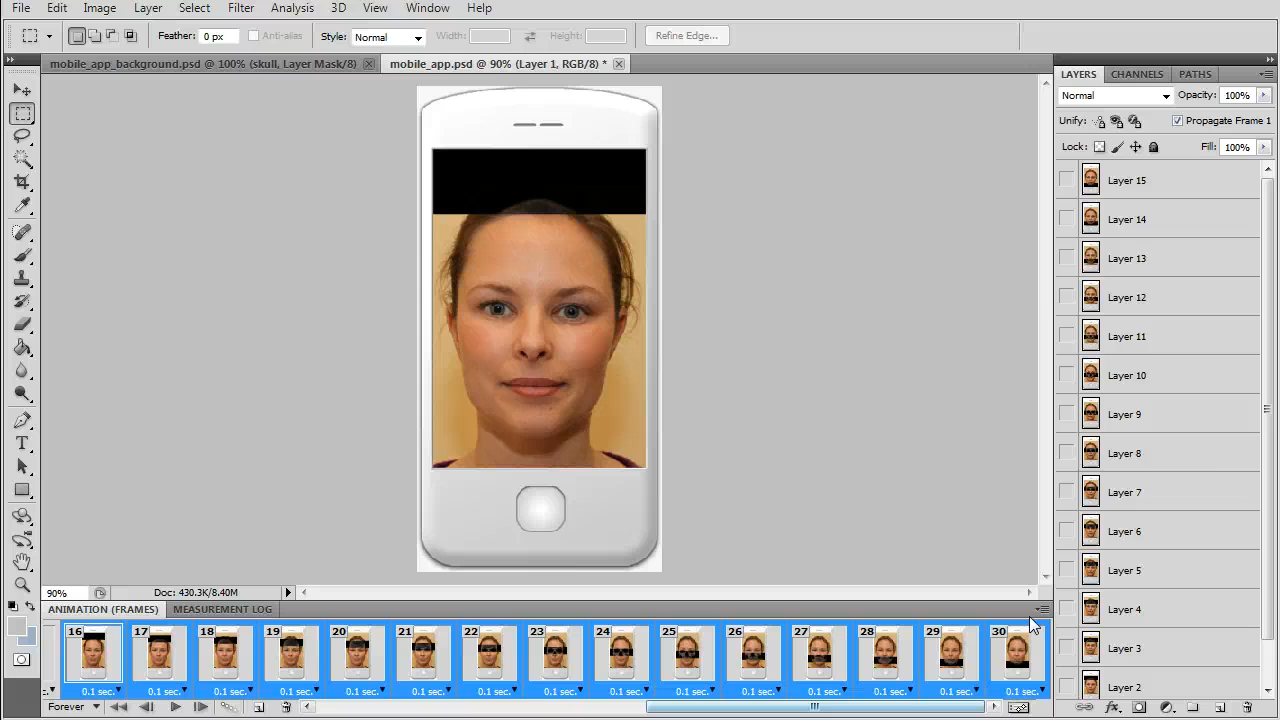 File Edit Image Layer Select Filter Analysis 3D View Window Help
Feather: 0 px Anti-alias Style: Normal Width: Height: Refine Edge...
mobile_app_background.psd @ 100% (skull, Layer Mask/8) mobile_app.psd @ 90% (Layer 1, RGB/8) *
LAYERS CHANNELS PATHS
Normal Opacity: 100%
Unify: Propagate Frame 1
Lock: Fill: 100%
Layer 15
Layer 14
Layer 13
Layer 12
Layer 11
Layer 10
Layer 9
Layer 8
Layer 7
Layer 6
Layer 5
Layer 4
Layer 3
Layer 2
90% Doc: 430.3K/8.40M
ANIMATION (FRAMES) MEASUREMENT LOG
16 17 18 19 20 21 22 23 24 25 26 27 28 29 30
0.1 sec. 0.1 sec. 0.1 sec. 0.1 sec. 0.1 sec. 0.1 sec. 0.1 sec. 0.1 sec. 0.1 sec. 0.1 sec. 0.1 sec. 0.1 sec. 0.1 sec. 0.1 sec. 0.1 sec.
Forever